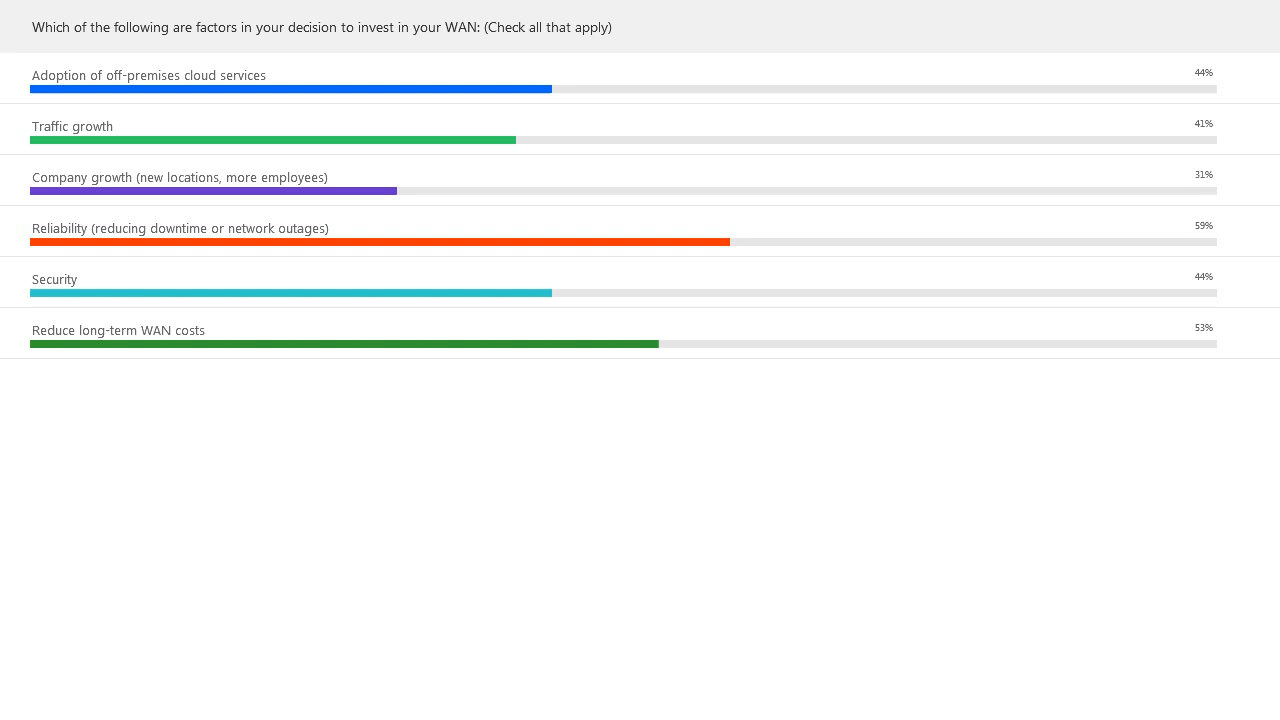 Which of the following are factors in your decision to invest in your WAN: (Check all that apply)
Adoption of off-premises cloud services 44%
Traffic growth 41%
Company growth (new locations, more employees) 31%
Reliability (reducing downtime or network outages) 59%
Security 44%
Reduce long-term WAN costs 53%